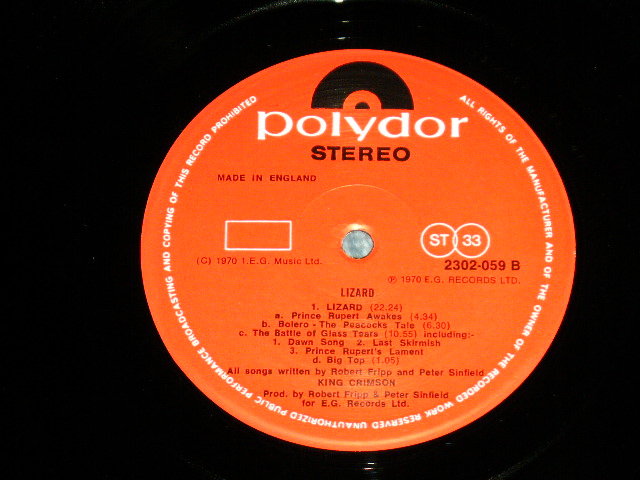 polydor
STEREO
MADE IN ENGLAND
ST 33
(C) 1970 1.E.G. Music Ltd.
2302-059 B
℗ 1970 E.G. RECORDS LTD.
LIZARD
1. LIZARD (22.24)
a. Prince Rupert Awakes (4.34)
b. Bolero - The Peacocks Tale (6.30)
c. The Battle of Glass Tears (10.55) including:-
1. Dawn Song 2. Last Skirmish
3. Prince Rupert's Lament
d. Big Top (1.05)
All songs written by Robert Fripp and Peter Sinfield
KING CRIMSON
Prod. by Robert Fripp & Peter Sinfield
for E.G. Records Ltd.
ALL RIGHTS OF THE MANUFACTURER AND OF THE OWNER OF THE RECORDED WORK RESERVED UNAUTHORIZED PUBLIC PERFORMANCE BROADCASTING AND COPYING OF THIS RECORD PROHIBITED